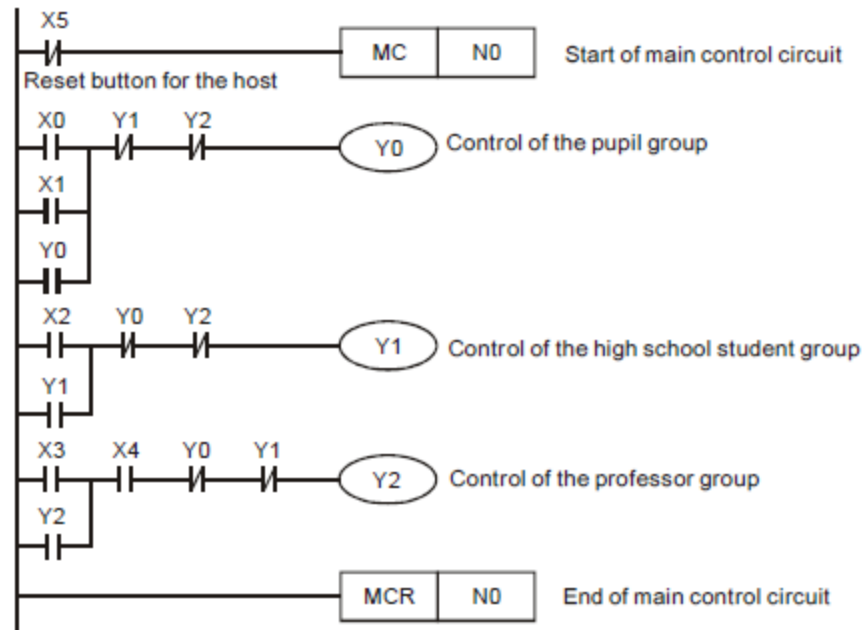 X5
MC N0 Start of main control circuit
Reset button for the host
X0 Y1 Y2
Y0 Control of the pupil group
X1
Y0
X2 Y0 Y2
Y1 Control of the high school student group
Y1
X3 X4 Y0 Y1
Y2 Control of the professor group
Y2
MCR N0 End of main control circuit